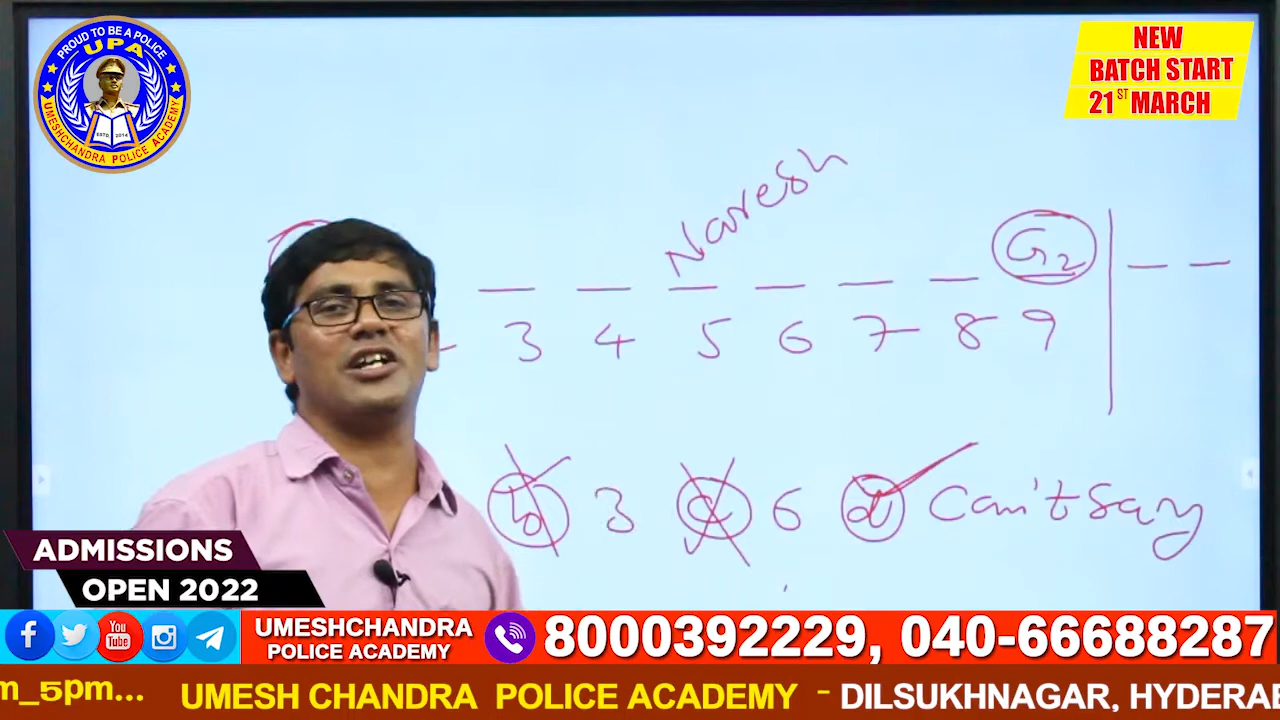 PROUD TO BE A POLICE
UPA
ESTD 2014
UMESHCHANDRA POLICE ACADEMY
NEW
BATCH START
21ST MARCH
Naresh
G2
3 4 5 6 7 8 9
b 3 c 6 d Can't say
ADMISSIONS
OPEN 2022
You
Tube
UMESHCHANDRA
POLICE ACADEMY
8000392229, 040-66688287
m_5pm... UMESH CHANDRA POLICE ACADEMY - DILSUKHNAGAR, HYDERAB